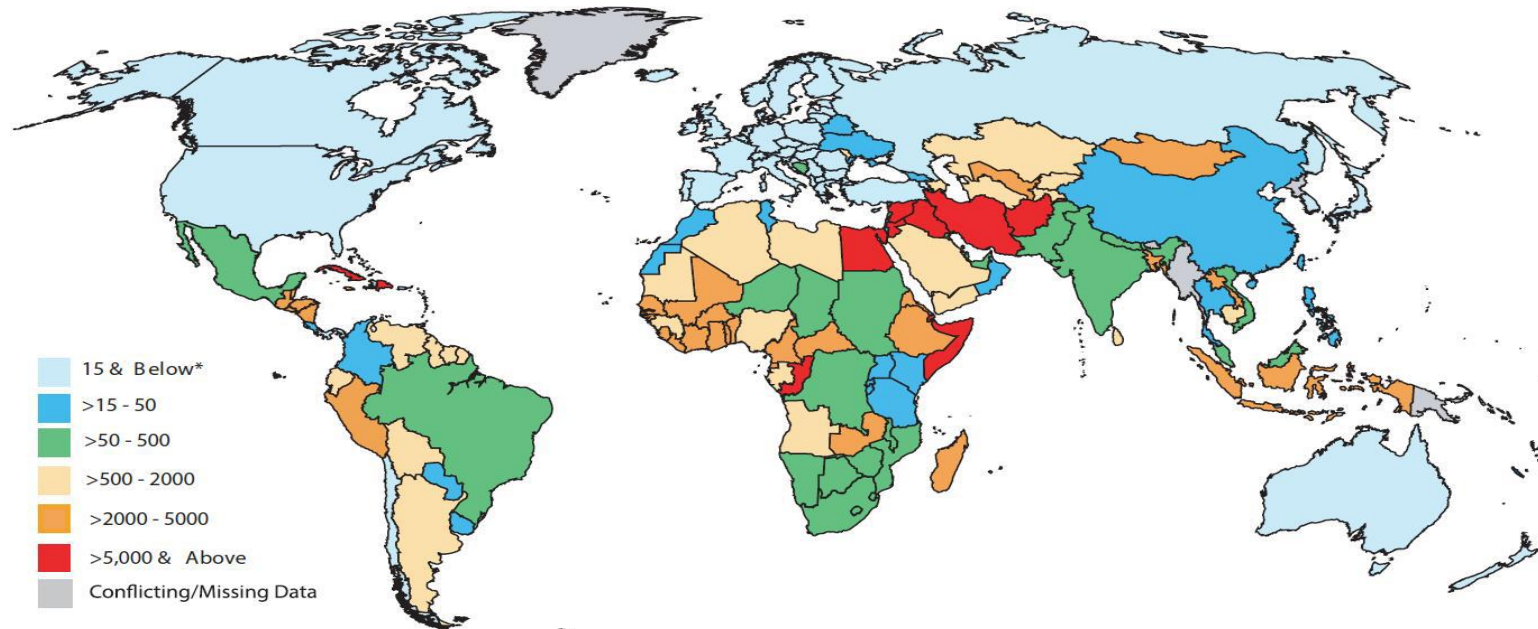 15 & Below*
>15 - 50
>50 - 500
>500 - 2000
>2000 - 5000
>5,000 & Above
Conflicting/Missing Data